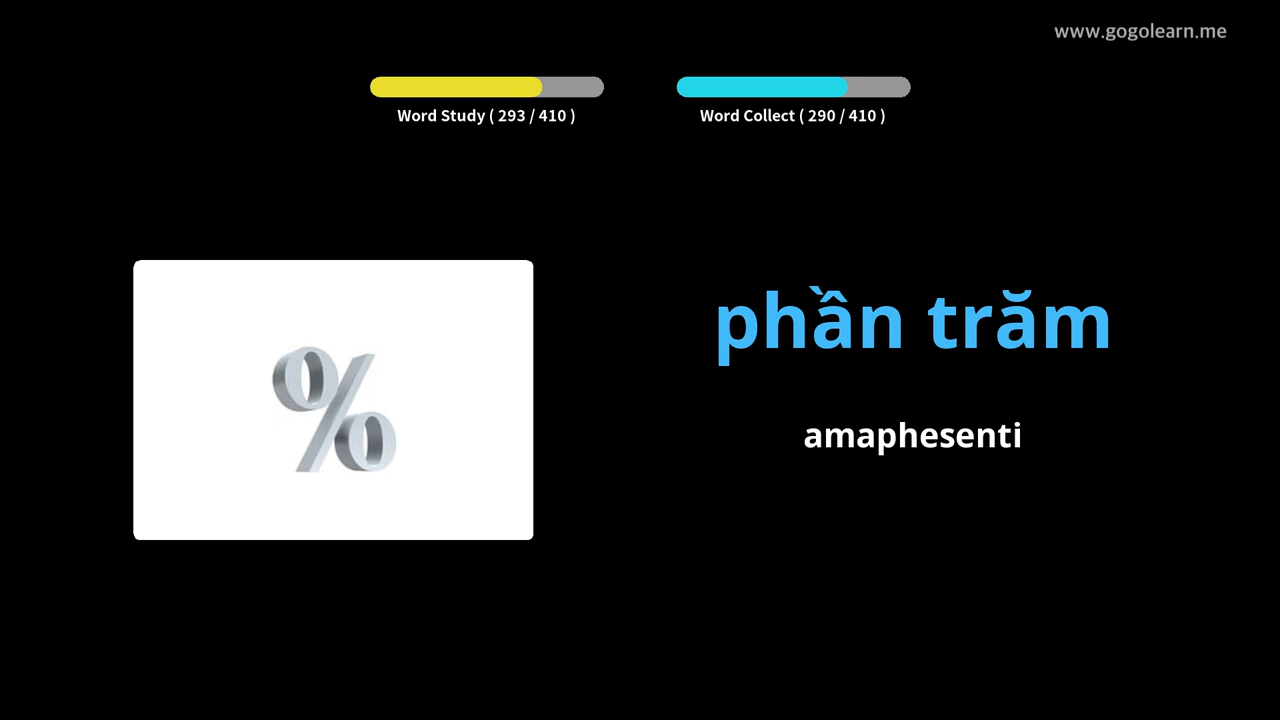 www.gogolearn.me
Word Study ( 293 / 410 )
Word Collect ( 290 / 410 )
%
phần trăm
amaphesenti